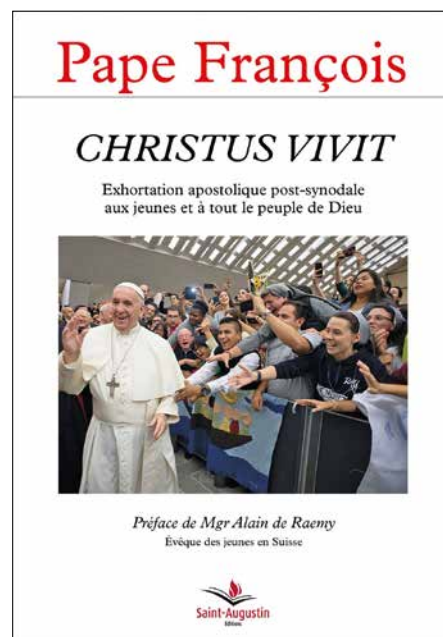 Pape François
CHRISTUS VIVIT
Exhortation apostolique post-synodale
aux jeunes et à tout le peuple de Dieu
Préface de Mgr Alain de Raemy
Évêque des jeunes en Suisse
Saint-Augustin
Éditions